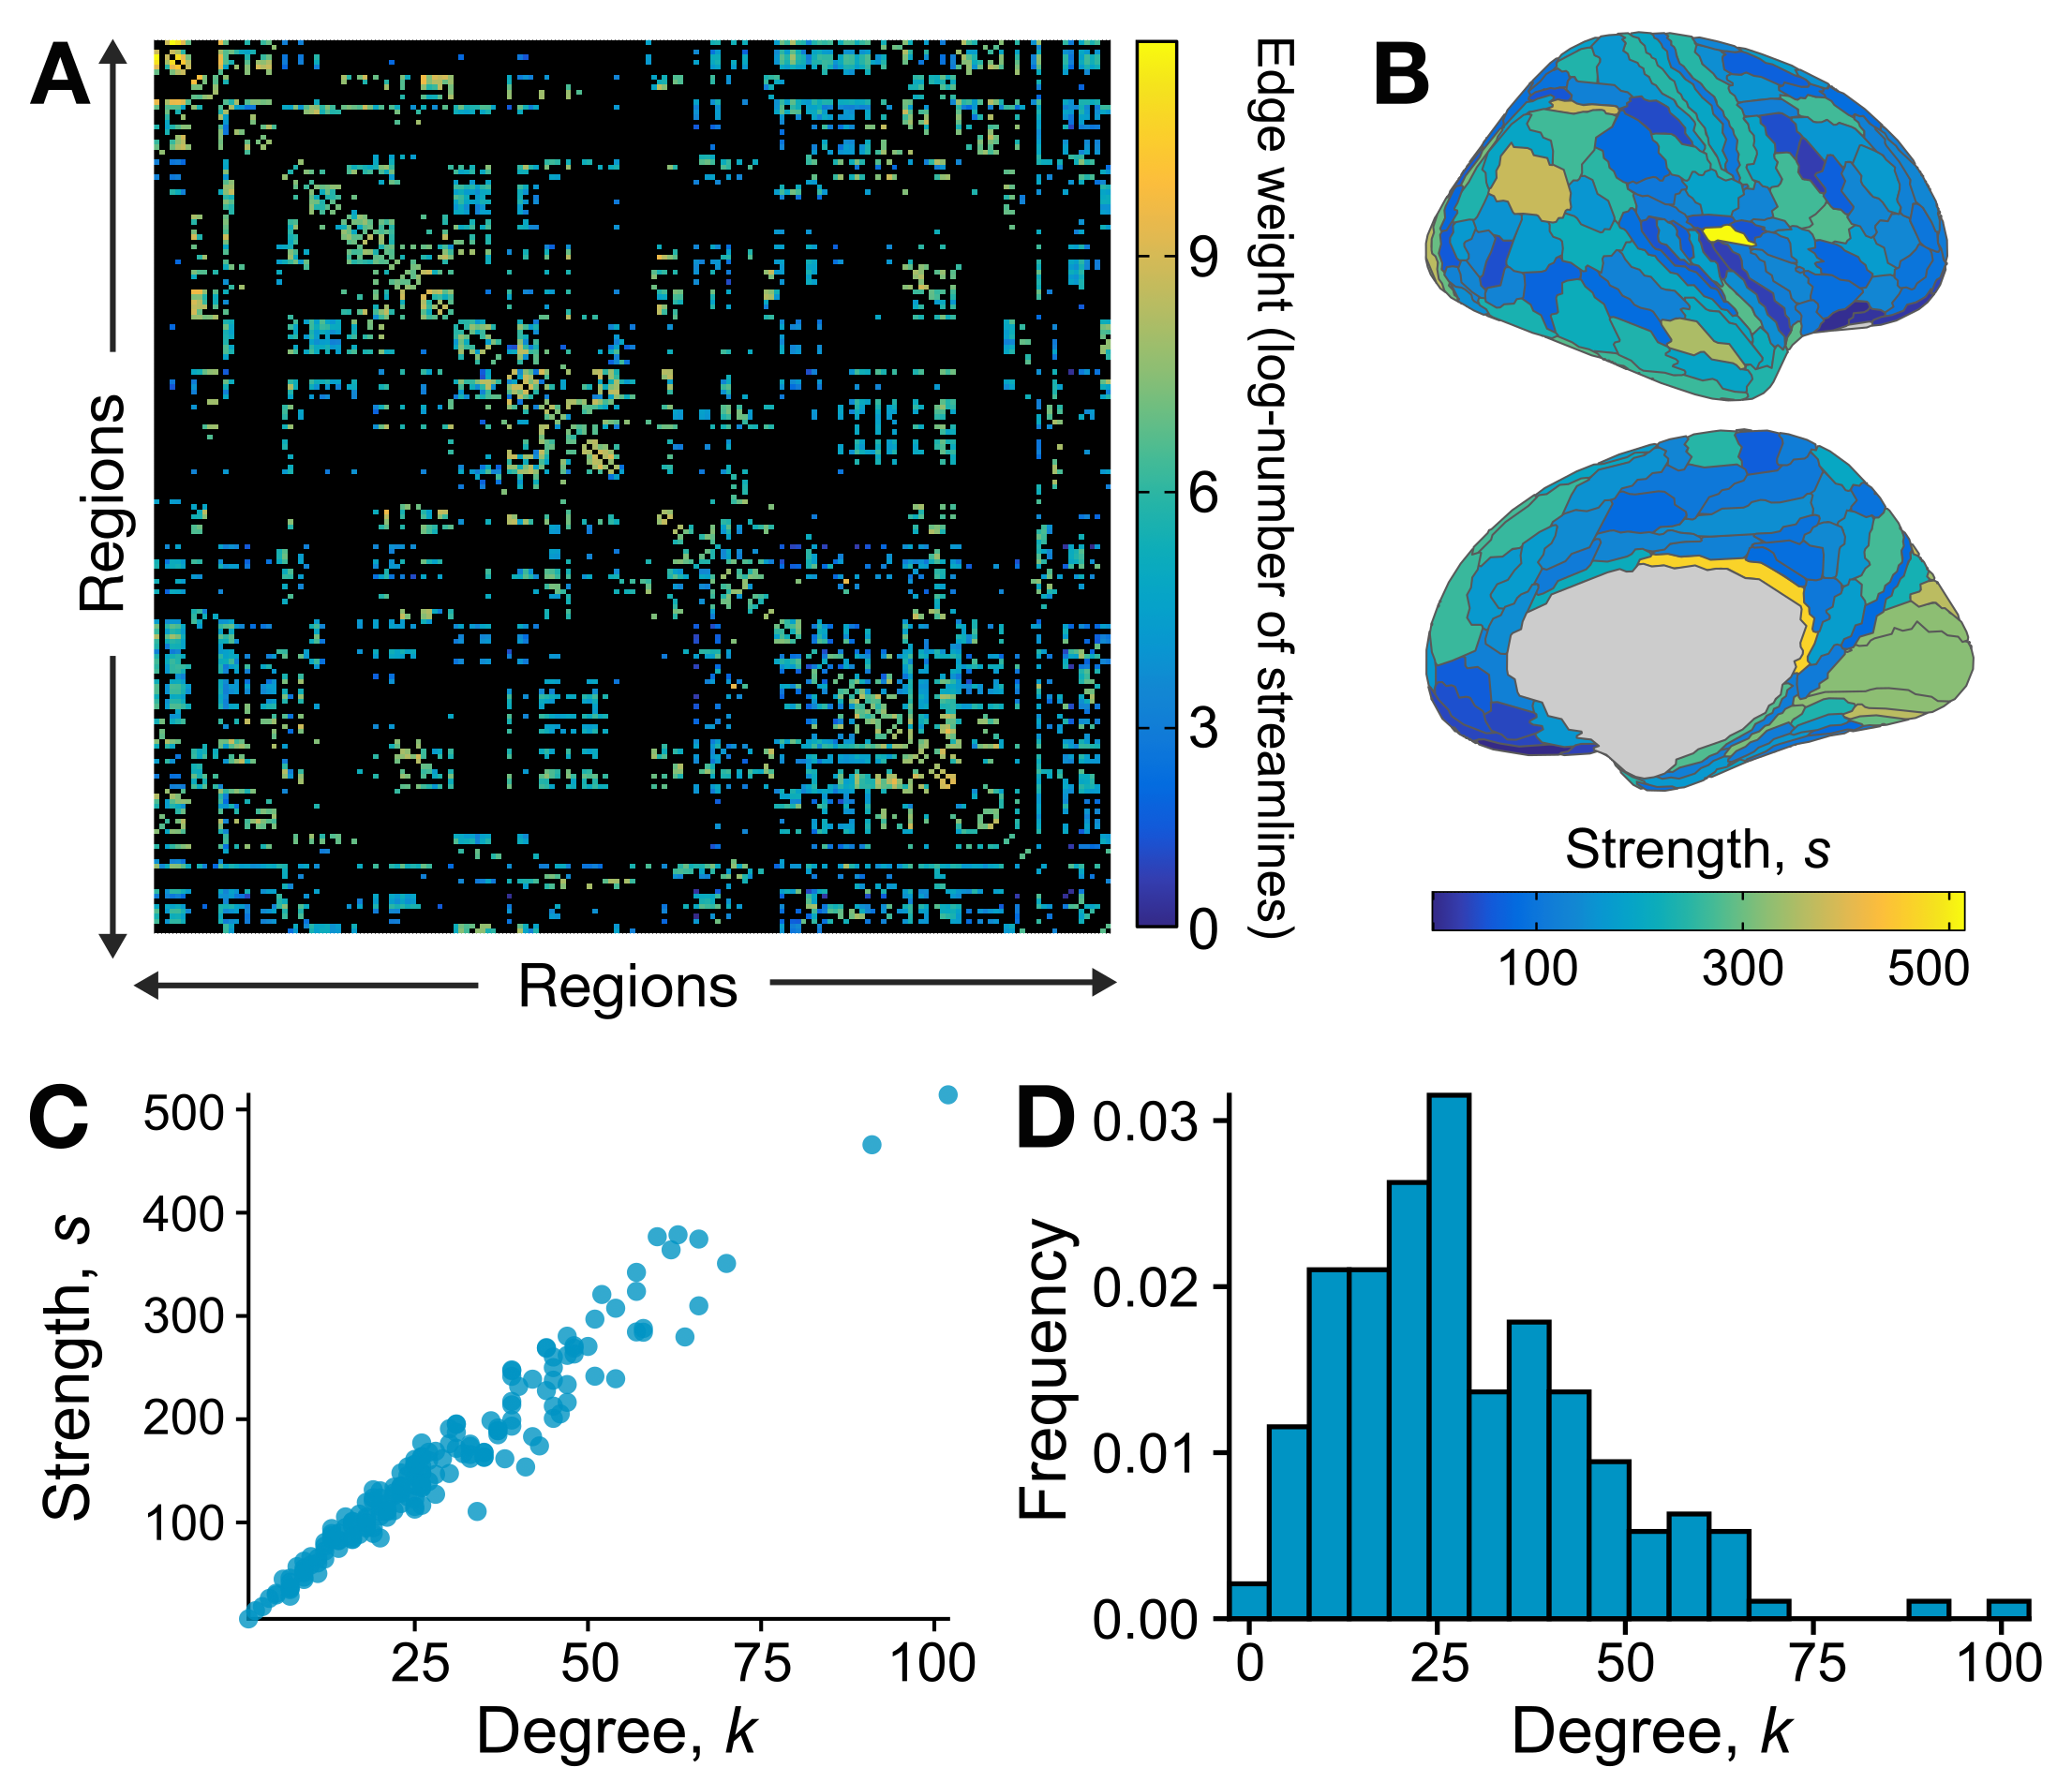 A
Regions
Regions
9
6
3
0
Edge weight (log-number of streamlines)
B
Strength, s
100 300 500
C
500
400
300
200
100
Strength, s
25 50 75 100
Degree, k
D
0.03
0.02
0.01
0.00
Frequency
0 25 50 75 100
Degree, k